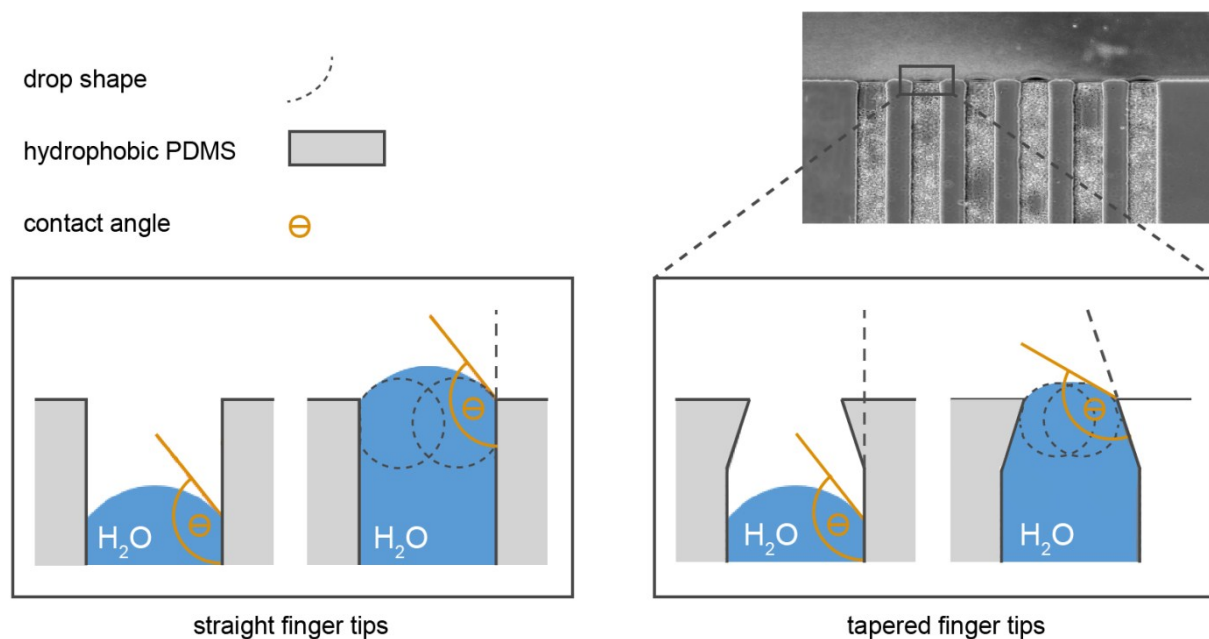 drop shape
hydrophobic PDMS
contact angle
Θ
H₂O
Θ
H₂O
Θ
H₂O
Θ
H₂O
Θ
straight finger tips
tapered finger tips